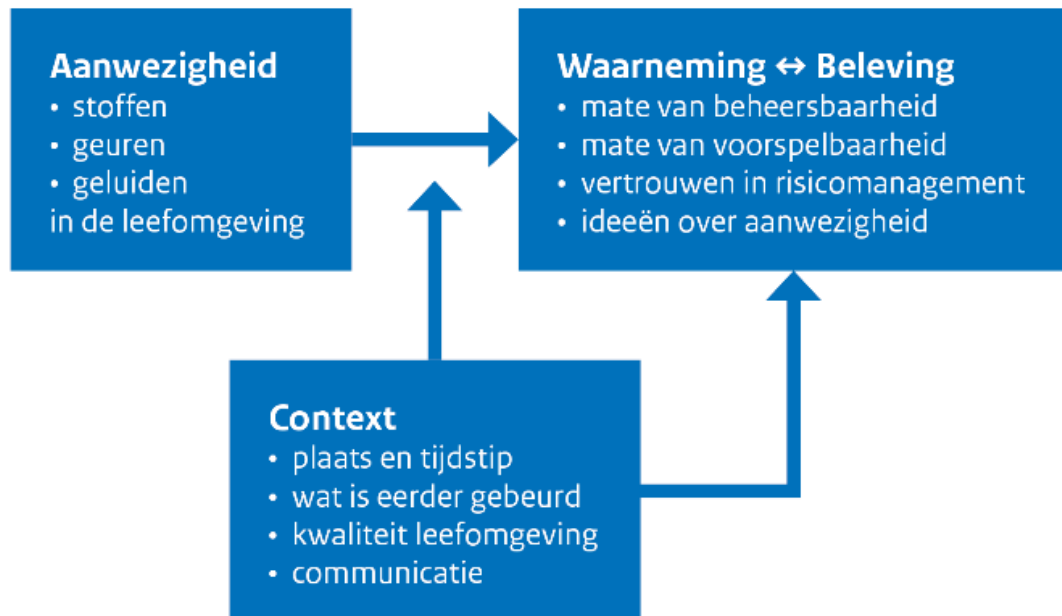 Aanwezigheid
• stoffen
• geuren
• geluiden
in de leefomgeving
Waarneming ↔ Beleving
• mate van beheersbaarheid
• mate van voorspelbaarheid
• vertrouwen in risicomanagement
• ideeën over aanwezigheid
Context
• plaats en tijdstip
• wat is eerder gebeurd
• kwaliteit leefomgeving
• communicatie